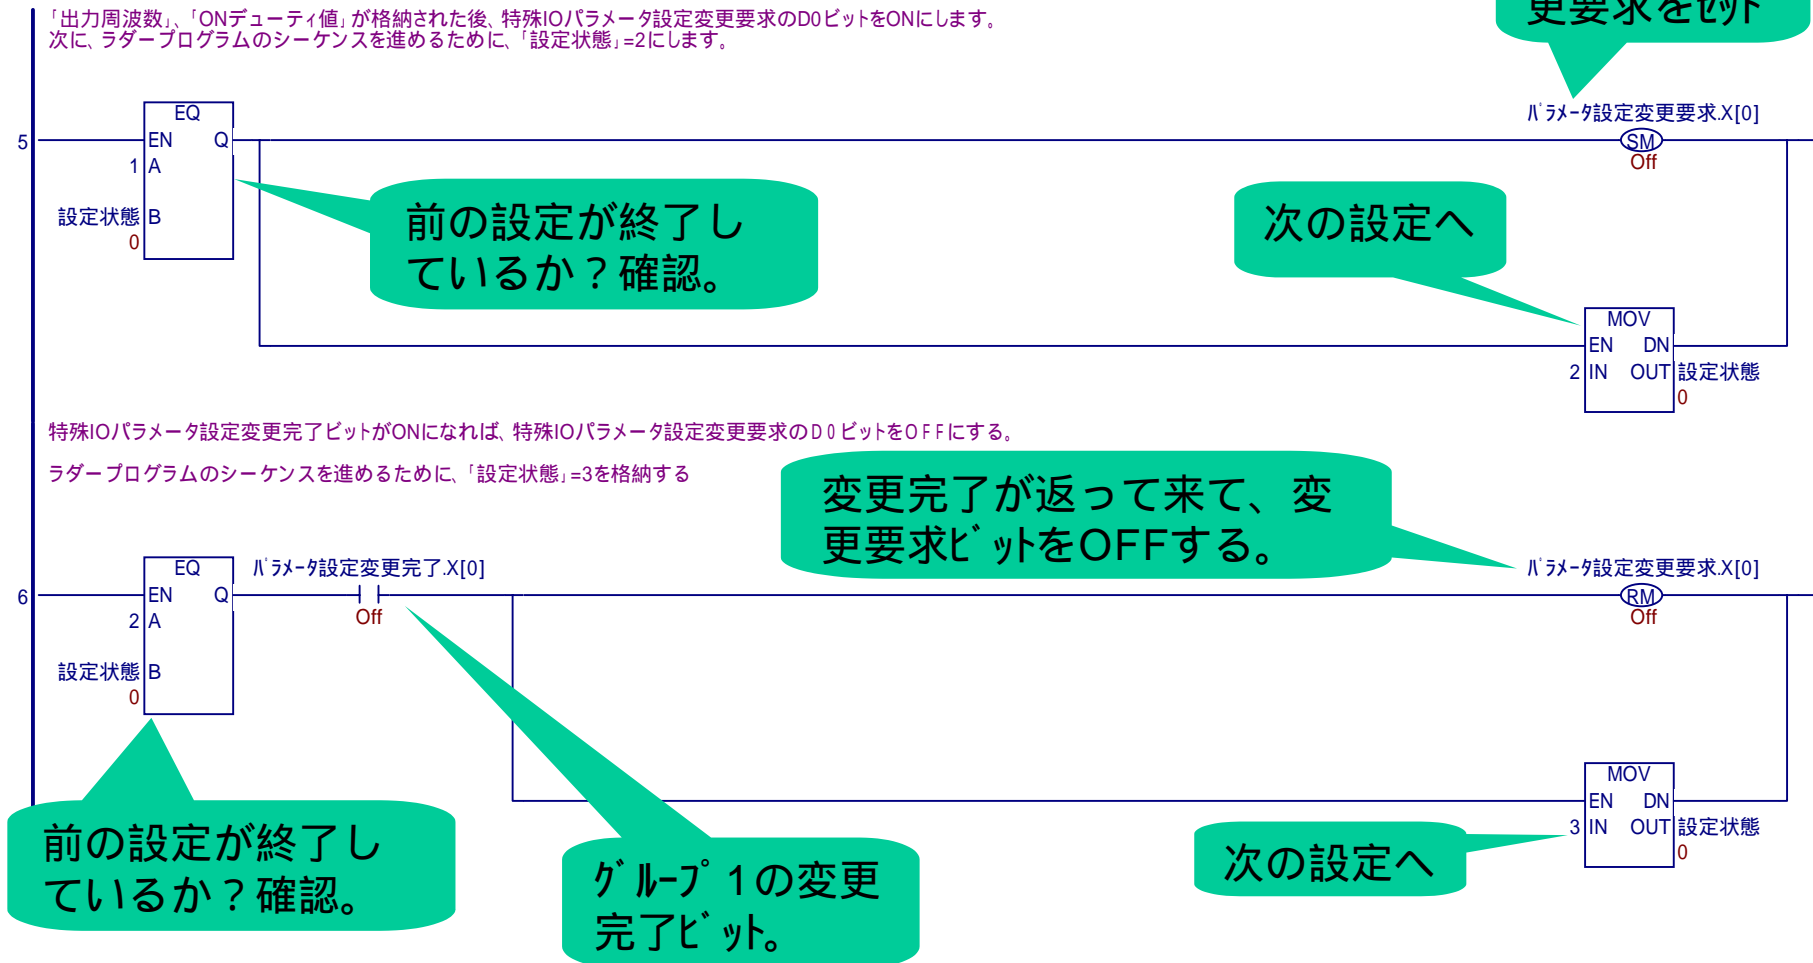 「出力周波数」、「ONデューティ値」が格納された後、特殊IOパラメータ設定変更要求のD0ビットをONにします。
次に、ラダープログラムのシーケンスを進めるために、「設定状態」=2にします。
更要求をｾｯﾄ
5
EQ
EN Q
1 A
設定状態 B
0
前の設定が終了し
ているか？確認。
ﾊﾟﾗﾒｰﾀ設定変更要求.X[0]
SM
Off
次の設定へ
MOV
EN DN
2 IN OUT 設定状態
0
特殊IOパラメータ設定変更完了ビットがONになれば、特殊IOパラメータ設定変更要求のD0ビットをOFFにする。
ラダープログラムのシーケンスを進めるために、「設定状態」=3を格納する
変更完了が返って来て、変
更要求ﾋﾞｯﾄをOFFする。
6
EQ
EN Q
2 A
設定状態 B
0
ﾊﾟﾗﾒｰﾀ設定変更完了.X[0]
Off
ﾊﾟﾗﾒｰﾀ設定変更要求.X[0]
RM
Off
前の設定が終了し
ているか？確認。
ｸﾞﾙｰﾌﾟ1の変更
完了ﾋﾞｯﾄ。
次の設定へ
MOV
EN DN
3 IN OUT 設定状態
0